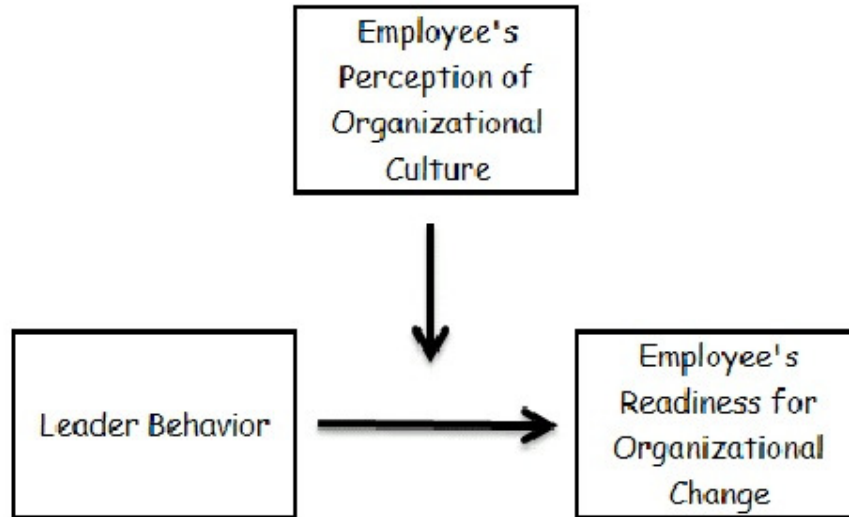 Employee's
Perception of
Organizational
Culture
Leader Behavior
Employee's
Readiness for
Organizational
Change